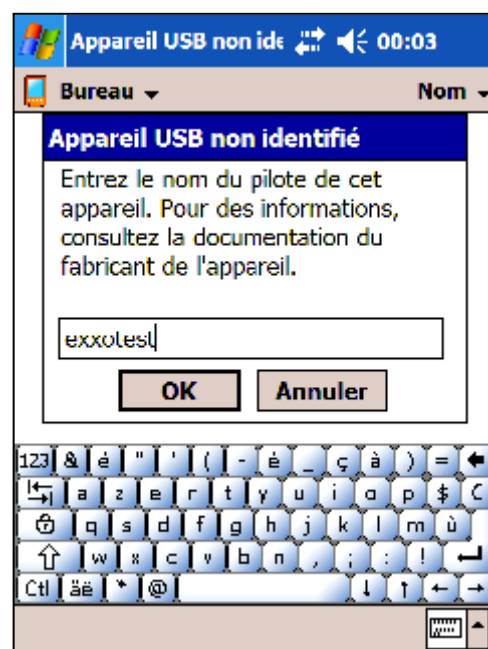 Appareil USB non ide 00:03
Bureau Nom
Appareil USB non identifié
Entrez le nom du pilote de cet
appareil. Pour des informations,
consultez la documentation du
fabricant de l'appareil.
exxotest
OK Annuler
123 & é " ' ( - è _ ç à ) =
a z e r t y u i o p $ C
q s d f g h j k l m ù
w x c v b n , ; : !
Ctl äë * @